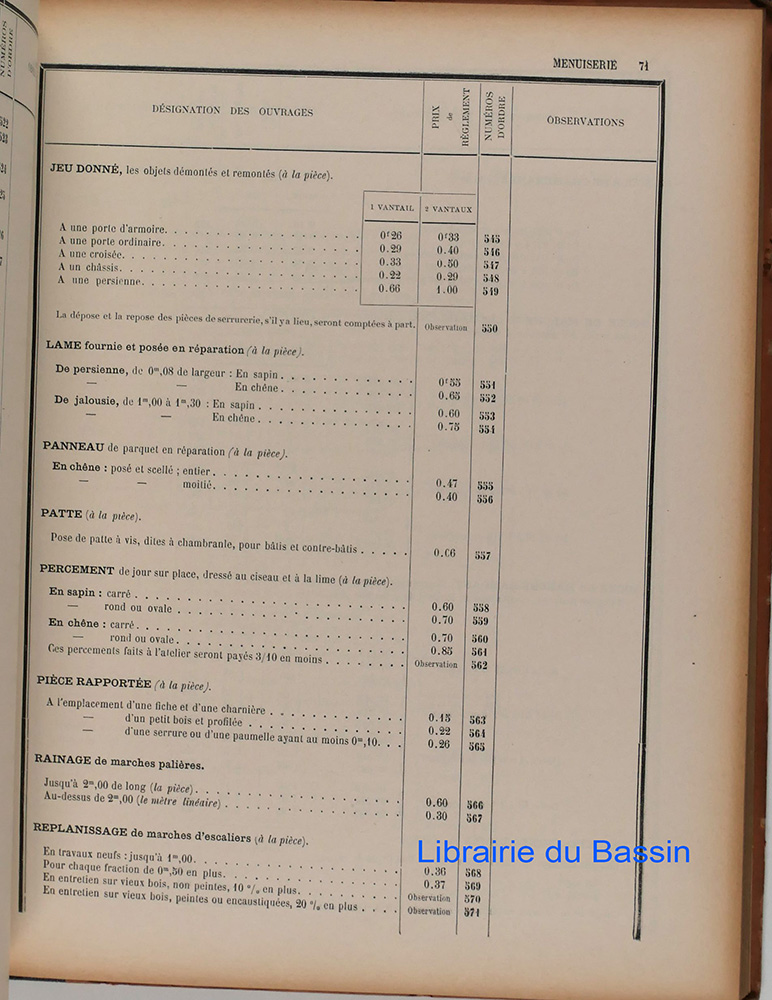 MENUISERIE 71
NUMÉROS D'ORDRE
DÉSIGNATION DES OUVRAGES
PRIX de RÉGLEMENT
NUMÉROS D'ORDRE
OBSERVATIONS
JEU DONNÉ, les objets démontés et remontés (à la pièce).
1 VANTAIL 2 VANTAUX
A une porte d'armoire. 0f26 0f33 545
A une porte ordinaire. 0.29 0.40 546
A une croisée. 0.33 0.50 547
A un châssis. 0.22 0.29 548
A une persienne. 0.66 1.00 549
La dépose et la repose des pièces de serrurerie, s'il y a lieu, seront comptées à part. Observation 550
LAME fournie et posée en réparation (à la pièce).
De persienne, de 0m,08 de largeur : En sapin. 0f55 551
— — En chêne. 0.65 552
De jalousie, de 1m,00 à 1m,30 : En sapin. 0.60 553
— — En chêne. 0.75 554
PANNEAU de parquet en réparation (à la pièce).
En chêne : posé et scellé ; entier. 0.47 555
— — moitié. 0.40 556
PATTE (à la pièce).
Pose de patte à vis, dites à chambranle, pour bâtis et contre-bâtis . . . . . 0.06 557
PERCEMENT de jour sur place, dressé au ciseau et à la lime (à la pièce).
En sapin : carré. 0.60 558
— rond ou ovale. 0.70 559
En chêne : carré. 0.70 560
— rond ou ovale. 0.85 561
Ces percements faits à l'atelier seront payés 3/10 en moins. Observation 562
PIÈCE RAPPORTÉE (à la pièce).
A l'emplacement d'une fiche et d'une charnière. 0.15 563
— d'un petit bois et profilée. 0.22 564
— d'une serrure ou d'une paumelle ayant au moins 0m,10. 0.26 565
RAINAGE de marches palières.
Jusqu'à 2m,00 de long (la pièce). 0.60 566
Au-dessus de 2m,00 (le mètre linéaire). 0.30 567
REPLANISSAGE de marches d'escaliers (à la pièce).
En travaux neufs : jusqu'à 1m,00. 0.36 568
Pour chaque fraction de 0m,50 en plus. 0.37 569
En entretien sur vieux bois, non peintes, 10 % en plus. Observation 570
En entretien sur vieux bois, peintes ou encaustiquées, 20 % en plus . . . . Observation 571
Librairie du Bassin